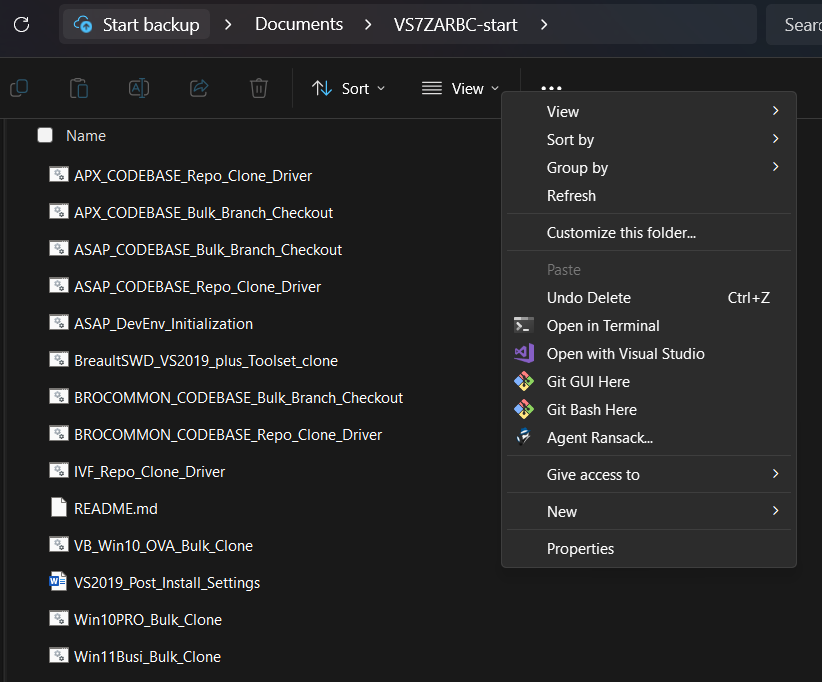 Start backup > Documents > VS7ZARBC-start > Sear
Sort View ...
Name
APX_CODEBASE_Repo_Clone_Driver
APX_CODEBASE_Bulk_Branch_Checkout
ASAP_CODEBASE_Bulk_Branch_Checkout
ASAP_CODEBASE_Repo_Clone_Driver
ASAP_DevEnv_Initialization
BreaultSWD_VS2019_plus_Toolset_clone
BROCOMMON_CODEBASE_Bulk_Branch_Checkout
BROCOMMON_CODEBASE_Repo_Clone_Driver
IVF_Repo_Clone_Driver
README.md
VB_Win10_OVA_Bulk_Clone
VS2019_Post_Install_Settings
Win10PRO_Bulk_Clone
Win11Busi_Bulk_Clone
View
Sort by
Group by
Refresh
Customize this folder...
Paste
Undo Delete Ctrl+Z
Open in Terminal
Open with Visual Studio
Git GUI Here
Git Bash Here
Agent Ransack...
Give access to
New
Properties